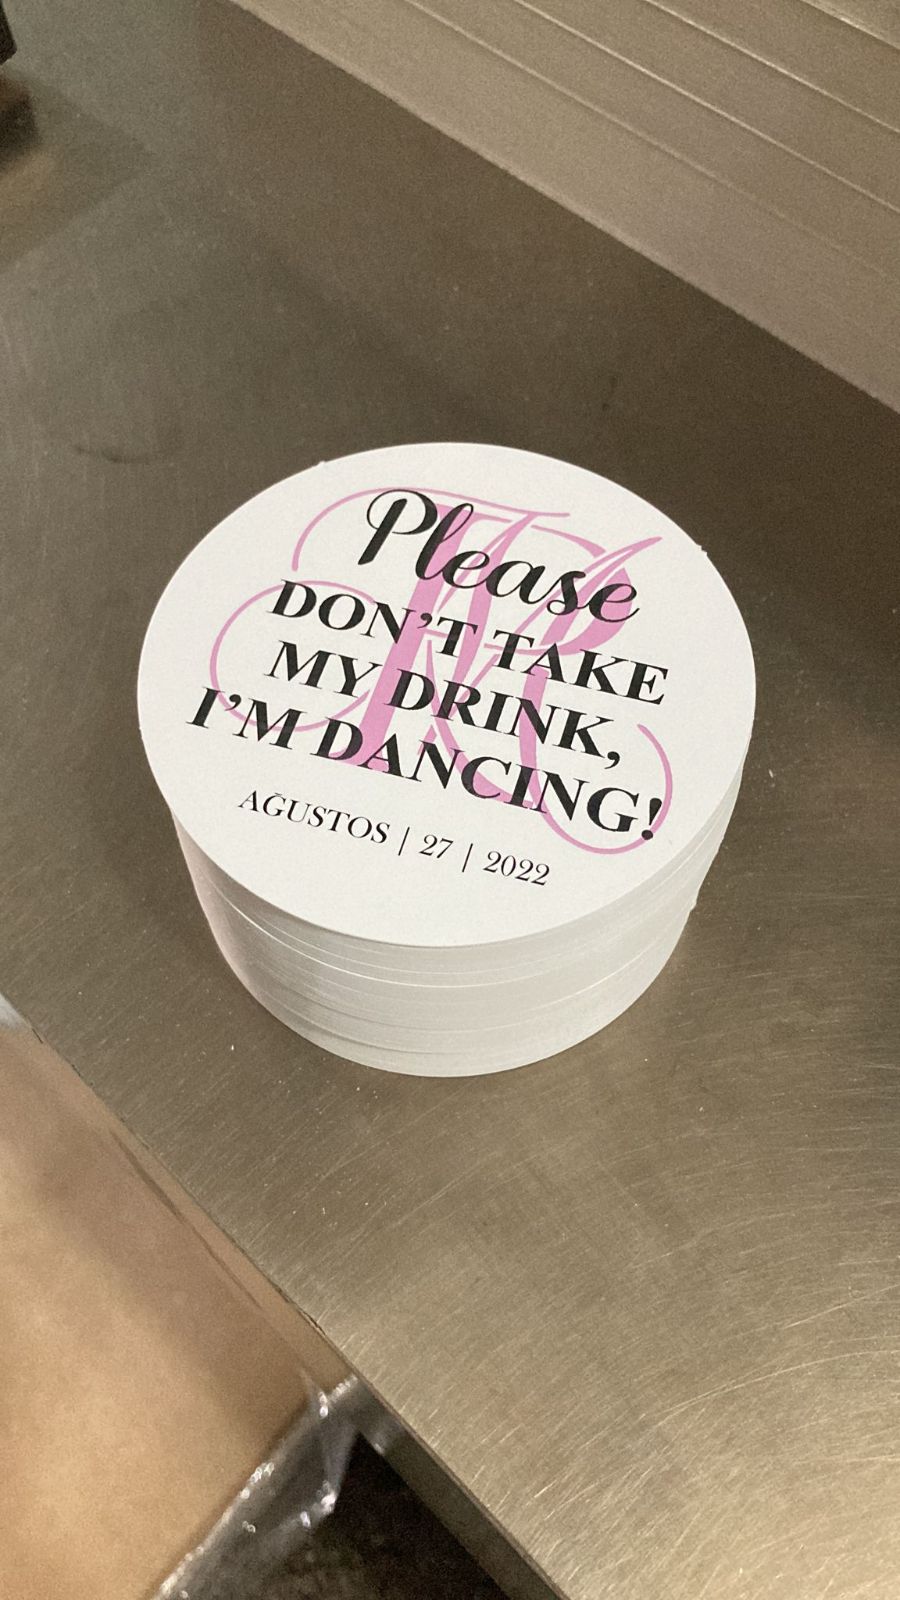 Please
DON'T TAKE
MY DRINK,
I'M DANCING!
AĞUSTOS | 27 | 2022